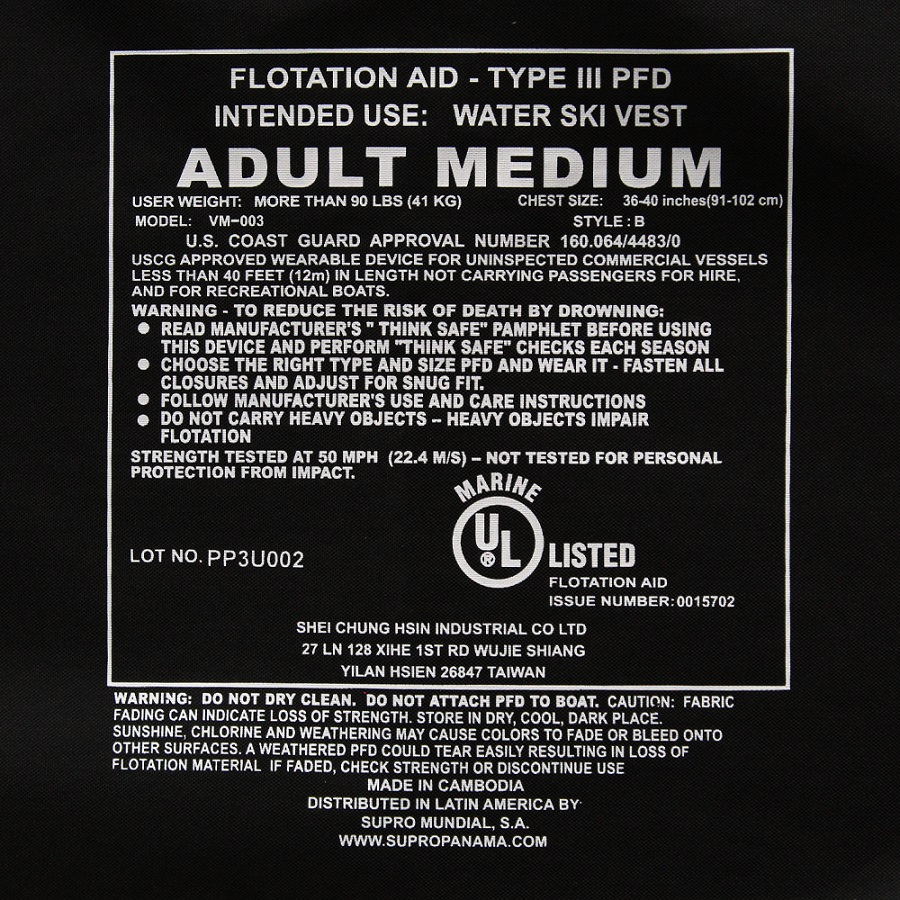 FLOTATION AID - TYPE III PFD
INTENDED USE: WATER SKI VEST
ADULT MEDIUM
USER WEIGHT: MORE THAN 90 LBS (41 KG) CHEST SIZE: 36-40 inches(91-102 cm)
MODEL: VM-003 STYLE : B
U.S. COAST GUARD APPROVAL NUMBER 160.064/4483/0
USCG APPROVED WEARABLE DEVICE FOR UNINSPECTED COMMERCIAL VESSELS
LESS THAN 40 FEET (12m) IN LENGTH NOT CARRYING PASSENGERS FOR HIRE,
AND FOR RECREATIONAL BOATS.
WARNING - TO REDUCE THE RISK OF DEATH BY DROWNING:
● READ MANUFACTURER'S " THINK SAFE" PAMPHLET BEFORE USING
THIS DEVICE AND PERFORM "THINK SAFE" CHECKS EACH SEASON
● CHOOSE THE RIGHT TYPE AND SIZE PFD AND WEAR IT - FASTEN ALL
CLOSURES AND ADJUST FOR SNUG FIT.
● FOLLOW MANUFACTURER'S USE AND CARE INSTRUCTIONS
● DO NOT CARRY HEAVY OBJECTS – HEAVY OBJECTS IMPAIR
FLOTATION
STRENGTH TESTED AT 50 MPH (22.4 M/S) – NOT TESTED FOR PERSONAL
PROTECTION FROM IMPACT.
MARINE
UL ®
LISTED
LOT NO. PP3U002
FLOTATION AID
ISSUE NUMBER: 0015702
SHEI CHUNG HSIN INDUSTRIAL CO LTD
27 LN 128 XIHE 1ST RD WUJIE SHIANG
YILAN HSIEN 26847 TAIWAN
WARNING: DO NOT DRY CLEAN. DO NOT ATTACH PFD TO BOAT. CAUTION: FABRIC
FADING CAN INDICATE LOSS OF STRENGTH. STORE IN DRY, COOL, DARK PLACE.
SUNSHINE, CHLORINE AND WEATHERING MAY CAUSE COLORS TO FADE OR BLEED ONTO
OTHER SURFACES. A WEATHERED PFD COULD TEAR EASILY RESULTING IN LOSS OF
FLOTATION MATERIAL IF FADED, CHECK STRENGTH OR DISCONTINUE USE
MADE IN CAMBODIA
DISTRIBUTED IN LATIN AMERICA BY
SUPRO MUNDIAL, S.A.
WWW.SUPROPANAMA.COM